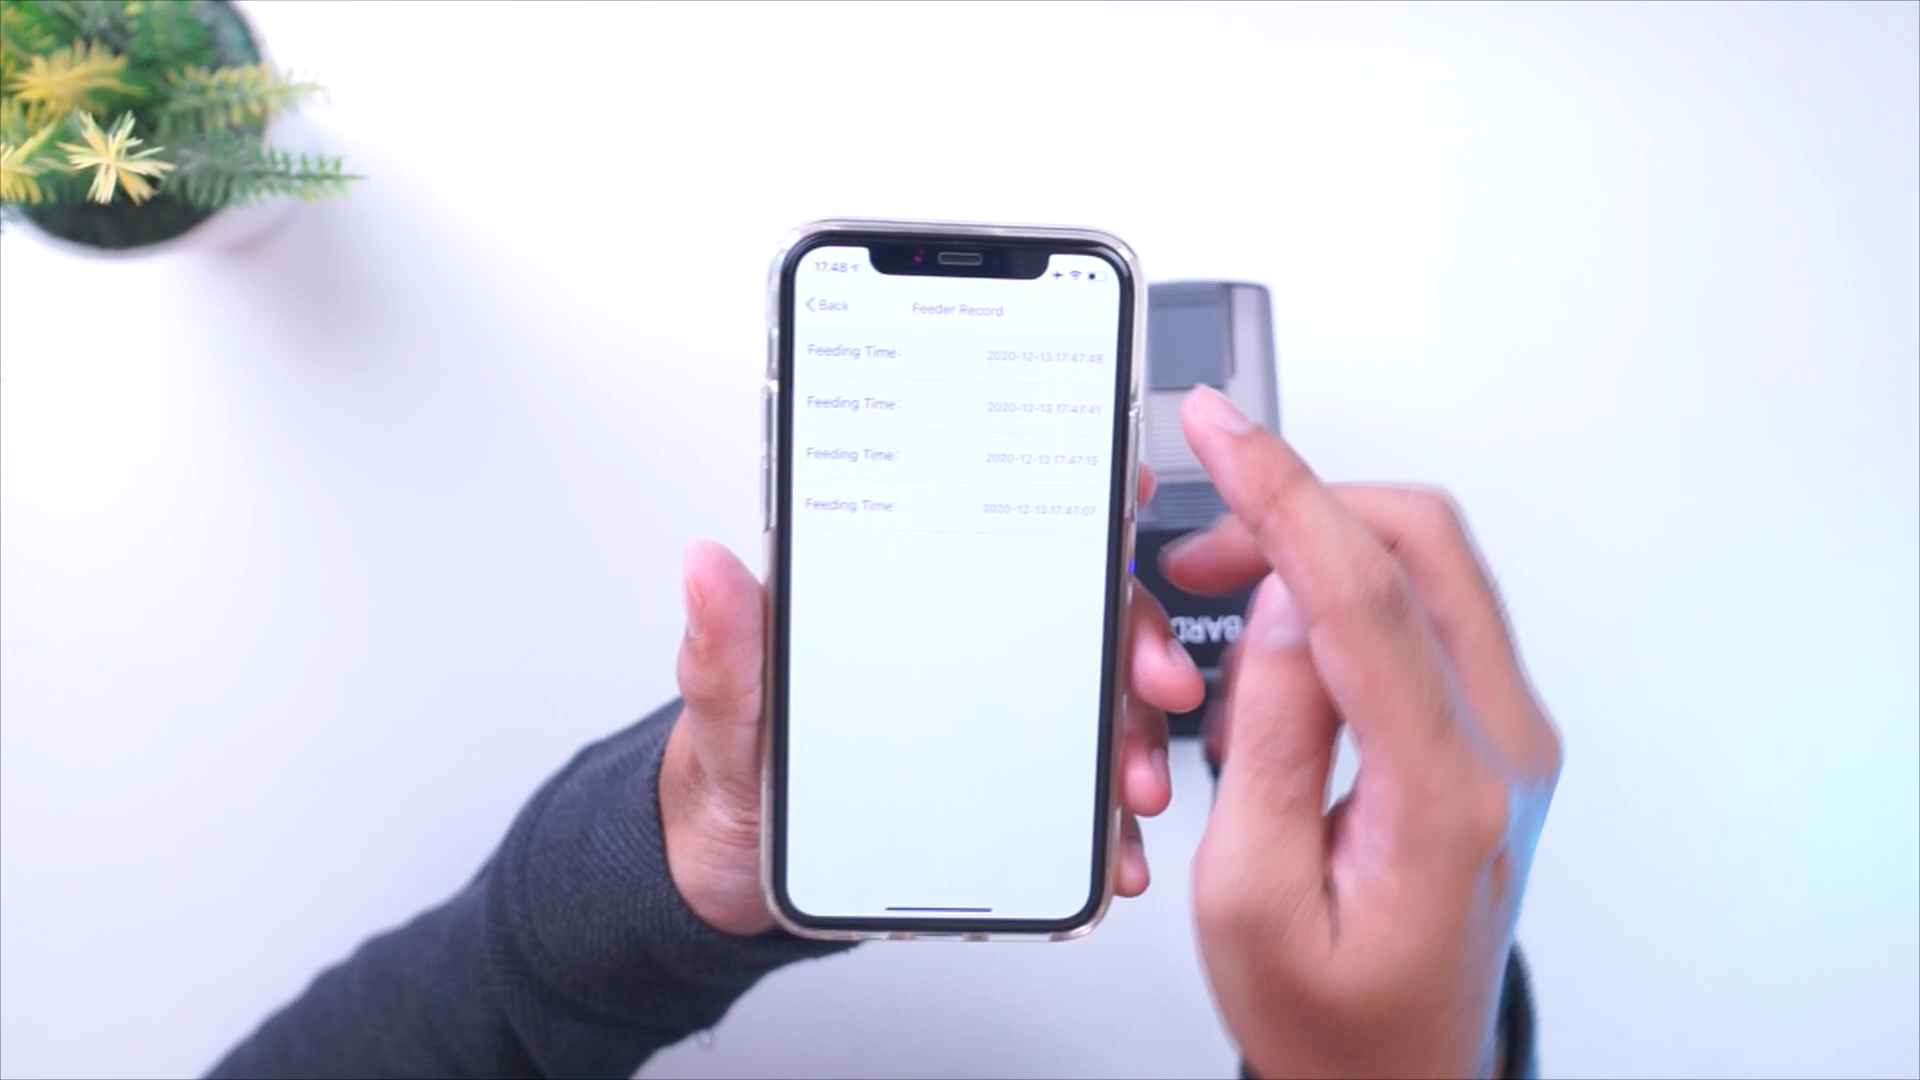 17.48
Back
Feeder Record
Feeding Time:
2020-12-13 17:47:48
Feeding Time:
2020-12-13 17:47:41
Feeding Time:
2020-12-13 17:47:15
Feeding Time:
2020-12-13 17:47:07
BARD